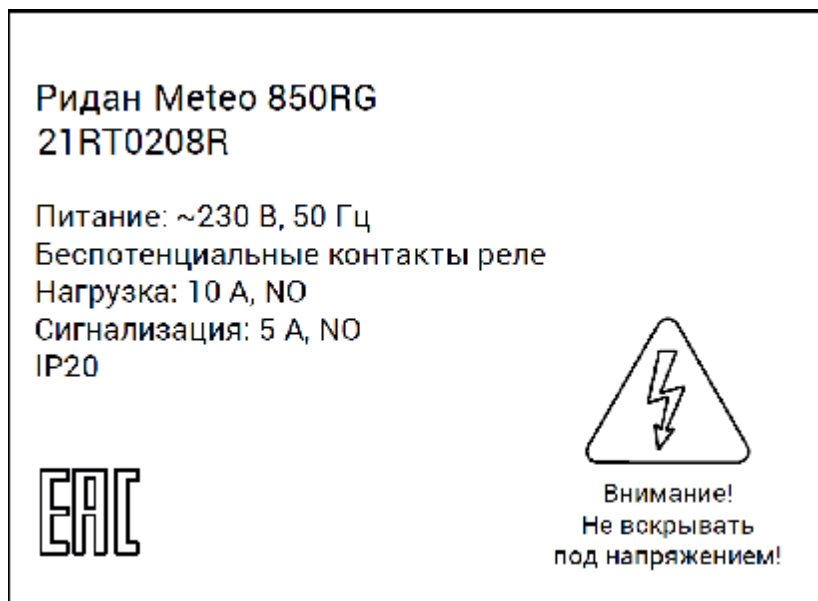 Ридан Meteo 850RG
21RT0208R
Питание: ~230 В, 50 Гц
Беспотенциальные контакты реле
Нагрузка: 10 А, NO
Сигнализация: 5 А, NO
IP20
EAC
Внимание!
Не вскрывать
под напряжением!